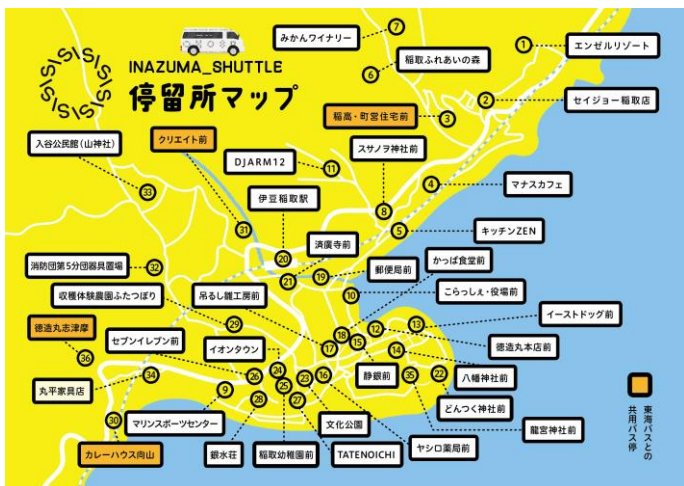 INAZUMA_SHUTTLE
停留所マップ
SISISISISISISISI
みかんワイナリー
7
1
エンゼルリゾート
稲取ふれあいの森
6
2
セイジョー稲取店
稲高・町営住宅前
3
入谷公民館(山神社)
クリエイト前
スサノヲ神社前
DJARM12
11
4
マナスカフェ
33
伊豆稲取駅
8
31
5
キッチンZEN
済廣寺前
20
消防団第5分団器具置場
32
21
19
郵便局前
かっぱ食堂前
収穫体験農園ふたつぼり
吊るし雛工房前
10
こらっしぇ・役場前
イーストドッグ前
29
18
12
13
徳造丸志津摩
セブンイレブン前
17
15
徳造丸本店前
36
イオンタウン
14
静銀前
八幡神社前
34
26
24
23
16
35
22
丸平家具店
9
25
どんつく神社前
28
27
30
マリンスポーツセンター
文化公園
龍宮神社前
カレーハウス向山
銀水荘
稲取幼稚園前
TATENOICHI
ヤシロ薬局前
東海バスとの
共用バス停